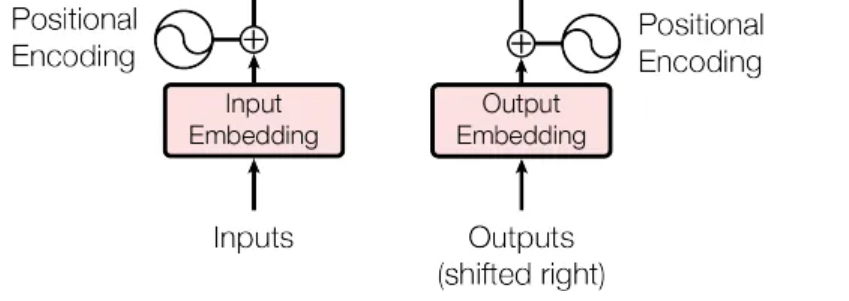 Positional
Encoding
Positional
Encoding
Input
Embedding
Output
Embedding
Inputs
Outputs
(shifted right)